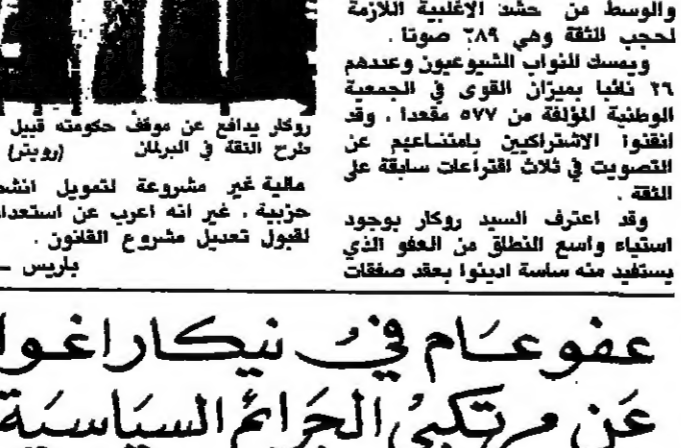 والوسط من حشد الاغلبية اللازمة
لحجب الثقة وهي ٢٨٩ صوتا .
ويمسك النواب الشيوعيون وعددهم
٢٦ نائبا بميزان القوى في الجمعية
الوطنية المؤلفة من ٥٧٧ مقعدا . وقد
انقذوا الاشتراكيين بامتناعهم عن
التصويت في ثلاث اقتراعات سابقة على
الثقة .
وقد اعترف السيد روكار بوجود
استياء واسع النطاق من العفو الذي
يستفيد منه ساسة ادينوا بعقد صفقات
روكار يدافع عن موقف حكومته قبيل
طرح الثقة في البرلمان (رويتر)
مالية غير مشروعة لتمويل انشط
حزبية . غير انه اعرب عن استعدا
لقبول تعديل مشروع القانون .
باريس ــ
عفو عام في نيكاراغوا
عن مرتكبي الجرائم السياسية